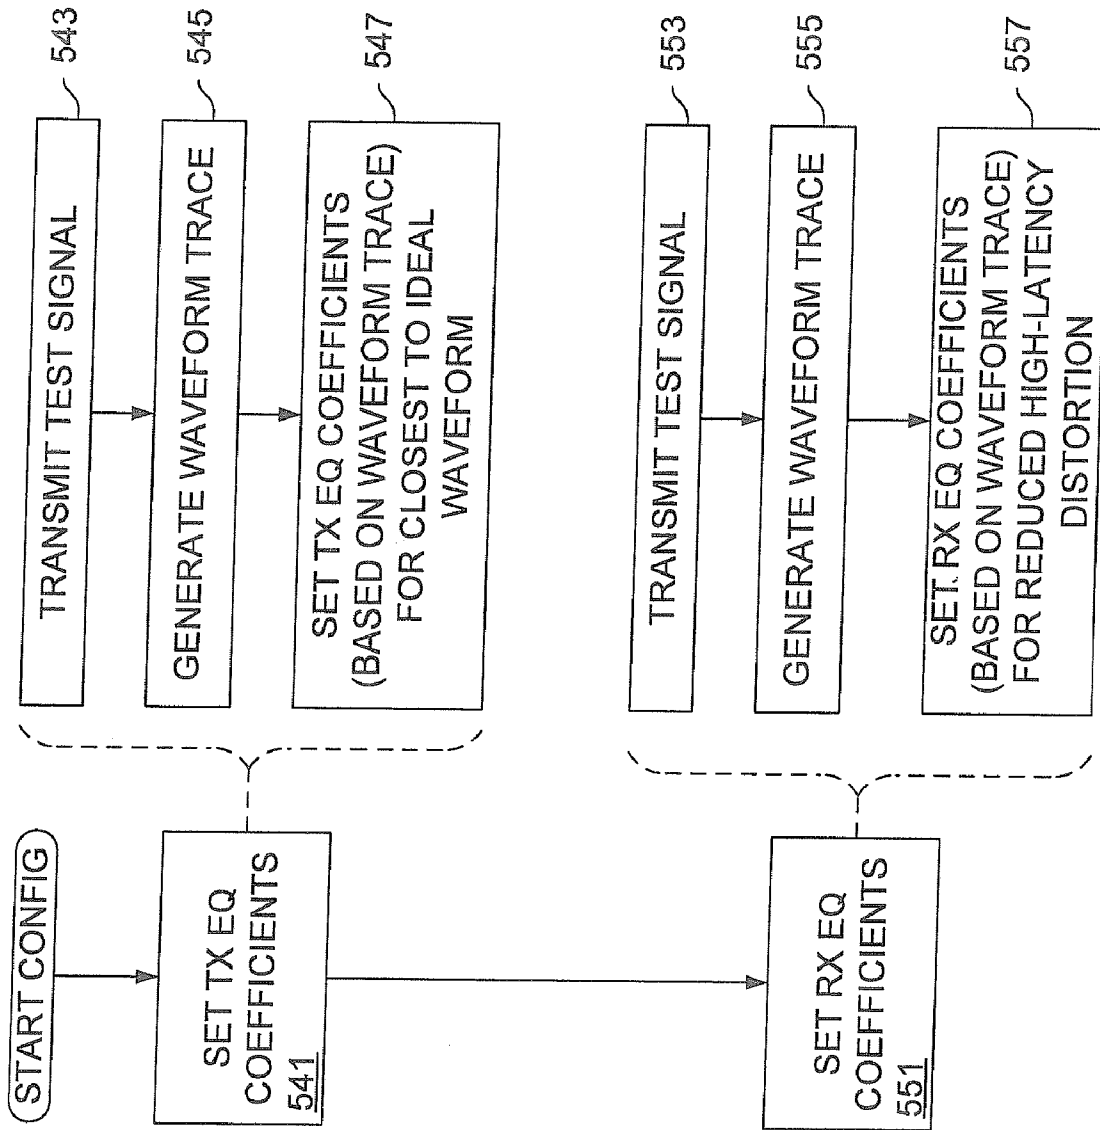 START CONFIG
SET TX EQ
COEFFICIENTS
541
TRANSMIT TEST SIGNAL
543
GENERATE WAVEFORM TRACE
545
SET TX EQ COEFFICIENTS
(BASED ON WAVEFORM TRACE)
FOR CLOSEST TO IDEAL
WAVEFORM
547
SET RX EQ
COEFFICIENTS
551
TRANSMIT TEST SIGNAL
553
GENERATE WAVEFORM TRACE
555
SET RX EQ COEFFICIENTS
(BASED ON WAVEFORM TRACE)
FOR REDUCED HIGH-LATENCY
DISTORTION
557